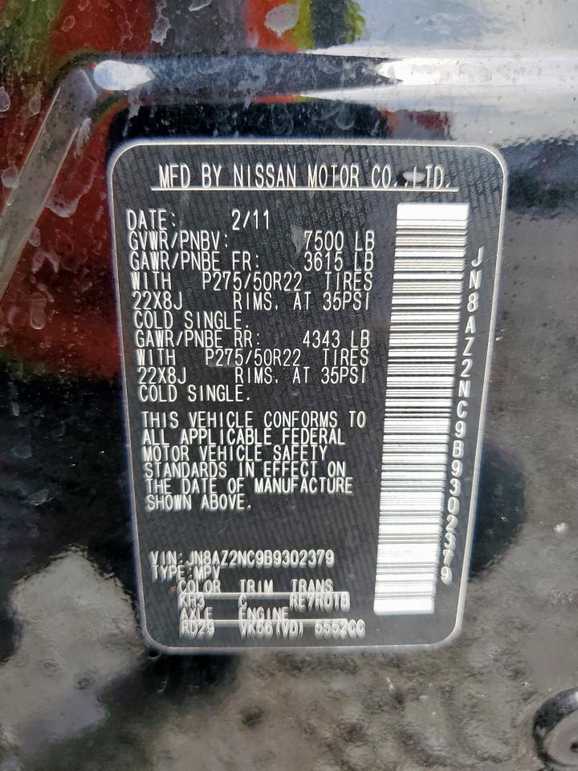 MFD BY NISSAN MOTOR CO.,LTD.
DATE: 2/11
GVWR/PNBV: 7500 LB
GAWR/PNBE FR: 3615 LB
WITH P275/50R22 TIRES
22X8J RIMS, AT 35PSI
COLD SINGLE.
GAWR/PNBE RR: 4343 LB
WITH P275/50R22 TIRES
22X8J RIMS, AT 35PSI
COLD SINGLE.
THIS VEHICLE CONFORMS TO
ALL APPLICABLE FEDERAL
MOTOR VEHICLE SAFETY
STANDARDS IN EFFECT ON
THE DATE OF MANUFACTURE
SHOWN ABOVE.
VIN: JN8AZ2NC9B9302379
TYPE: MPV
COLOR TRIM TRANS
KH3 C RE7R01B
AXLE ENGINE
RD29 VK56(VD) 5552CC
JN8AZ2NC9B9302379